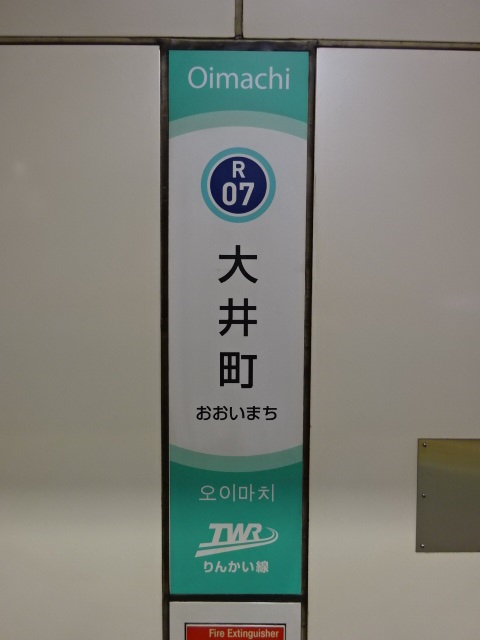 Oimachi
R
07
大井町
おおいまち
오이마치
TWR
りんかい線
Fire Extinguisher